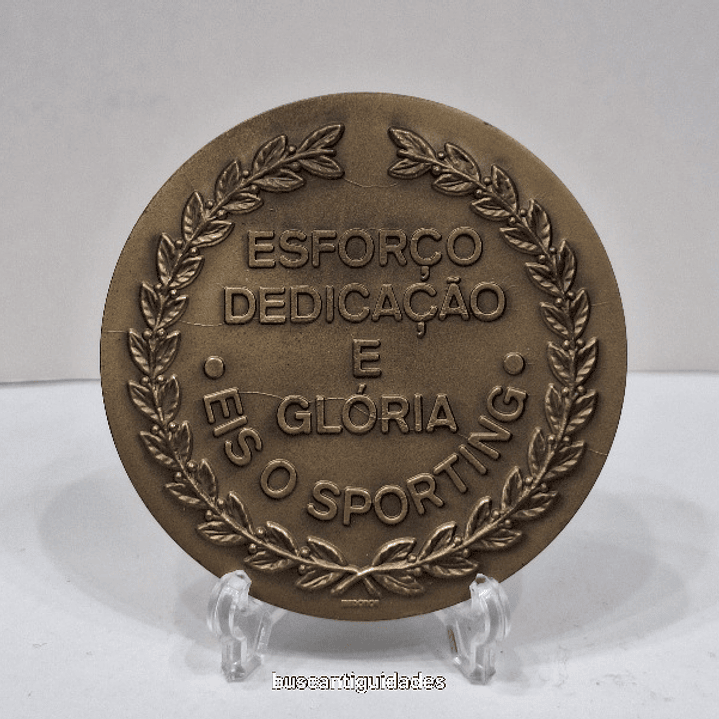 ESFORÇO
DEDICAÇÃO
E
GLÓRIA
• EIS O SPORTING •
buscantiguidades